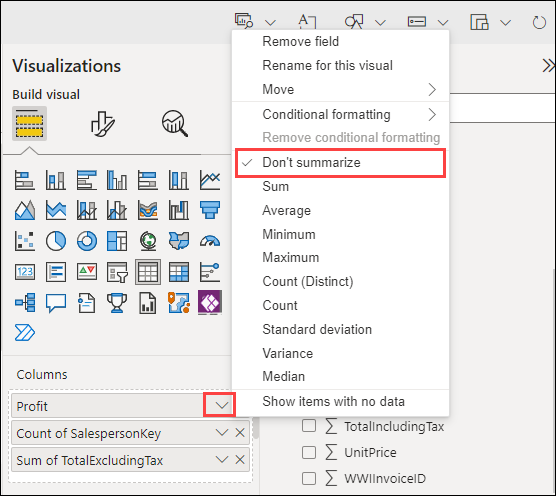 Visualizations
Build visual
Remove field
Rename for this visual
Move
Conditional formatting
Remove conditional formatting
Don't summarize
Sum
Average
Minimum
Maximum
Count (Distinct)
Count
Standard deviation
Variance
Median
Show items with no data
123
R
Py
Columns
Profit
Count of SalespersonKey
Sum of TotalExcludingTax
TotalIncludingTax
UnitPrice
WWIInvoiceID